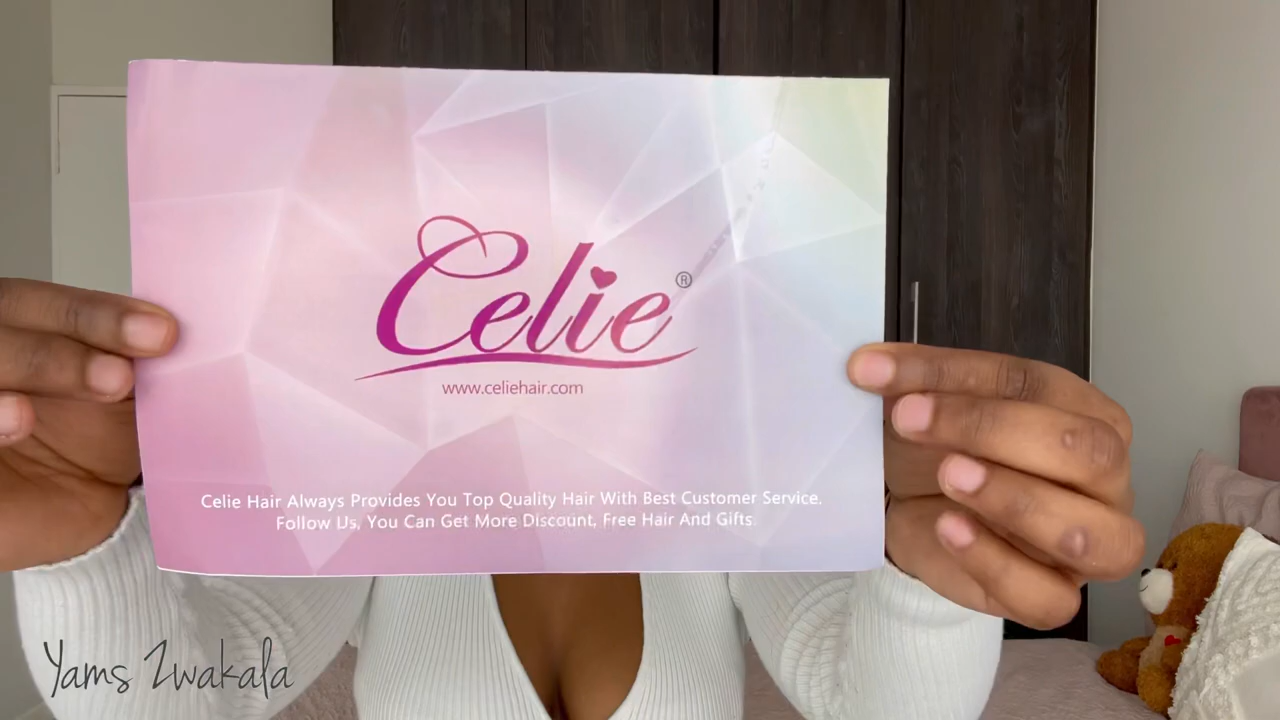 Celie®
www.celiehair.com
Celie Hair Always Provides You Top Quality Hair With Best Customer Service.
Follow Us, You Can Get More Discount, Free Hair And Gifts.
Yams Zwakala